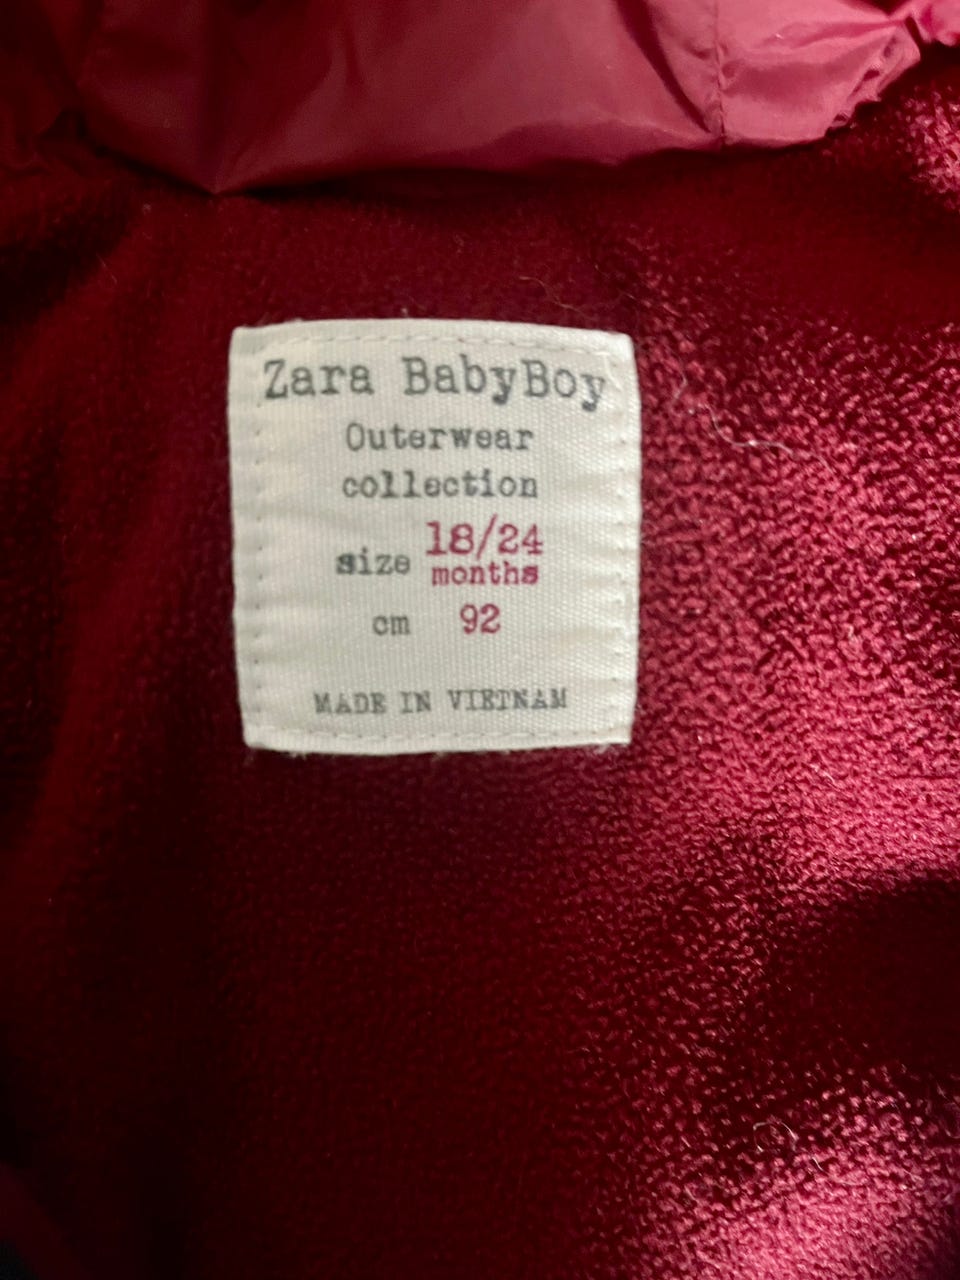 Zara BabyBoy
Outerwear
collection
size 18/24
months
cm 92
MADE IN VIETNAM